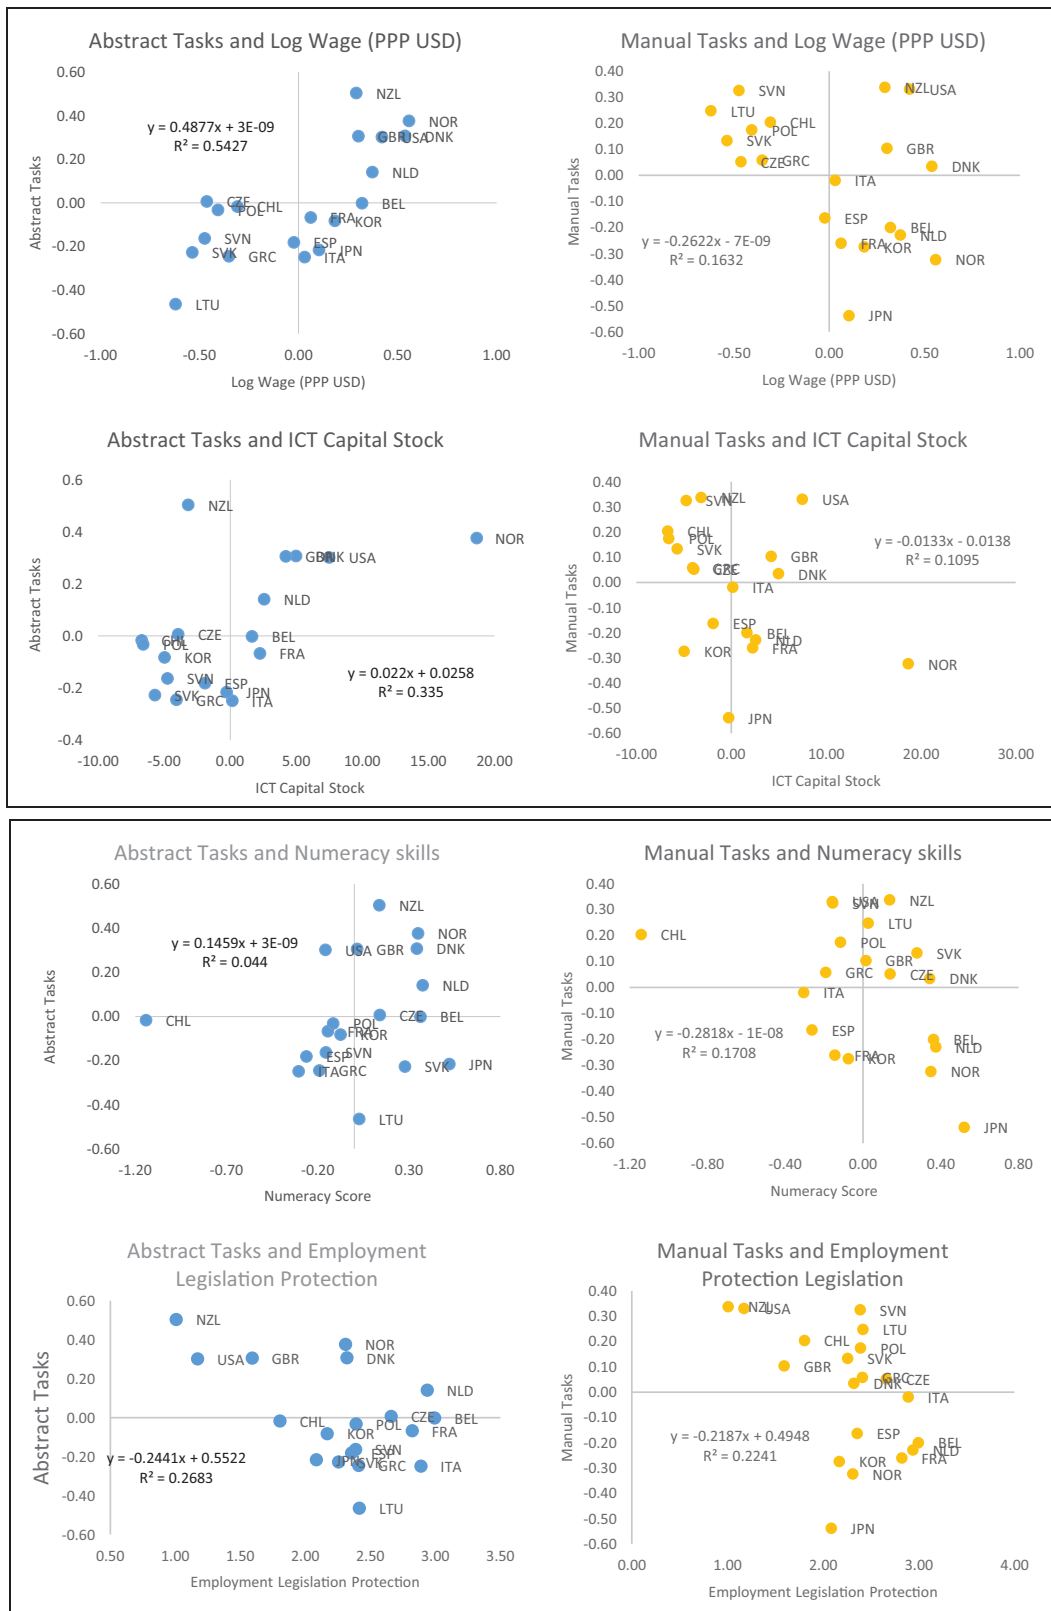 Abstract Tasks and Log Wage (PPP USD)
Abstract Tasks
0.60
0.40
0.20
0.00
-0.20
-0.40
-0.60
y = 0.4877x + 3E-09
R² = 0.5427
NZL
NOR
GBR
USA
DNK
NLD
BEL
CZE
POL
CHL
FRA
KOR
SVN
SVK
GRC
ESP
ITA
JPN
LTU
-1.00 -0.50 0.00 0.50 1.00
Log Wage (PPP USD)
Manual Tasks and Log Wage (PPP USD)
Manual Tasks
0.40
0.30
0.20
0.10
0.00
-0.10
-0.20
-0.30
-0.40
-0.50
-0.60
SVN
NZL
USA
LTU
CHL
POL
SVK
CZE
GRC
GBR
DNK
ITA
ESP
BEL
FRA
NLD
KOR
NOR
JPN
y = -0.2622x - 7E-09
R² = 0.1632
-1.00 -0.50 0.00 0.50 1.00
Log Wage (PPP USD)
Abstract Tasks and ICT Capital Stock
Abstract Tasks
0.6
0.4
0.2
0.0
-0.2
-0.4
NZL
NOR
GBR
DNK
USA
NLD
CHL
POL
CZE
BEL
KOR
FRA
SVN
ESP
SVK
GRC
JPN
ITA
y = 0.022x + 0.0258
R² = 0.335
-10.00 -5.00 0.00 5.00 10.00 15.00 20.00
ICT Capital Stock
Manual Tasks and ICT Capital Stock
Manual Tasks
0.40
0.30
0.20
0.10
0.00
-0.10
-0.20
-0.30
-0.40
-0.50
-0.60
SVN
NZL
USA
CHL
POL
SVK
GRC
CZE
GBR
DNK
ITA
ESP
BEL
NLD
FRA
KOR
NOR
JPN
y = -0.0133x - 0.0138
R² = 0.1095
-10.00 0.00 10.00 20.00 30.00
ICT Capital Stock
Abstract Tasks and Numeracy skills
Abstract Tasks
0.60
0.40
0.20
0.00
-0.20
-0.40
-0.60
y = 0.1459x + 3E-09
R² = 0.044
NZL
NOR
USA
GBR
DNK
NLD
CHL
POL
CZE
BEL
FRA
KOR
SVN
ESP
ITA
GRC
SVK
JPN
LTU
-1.20 -0.70 -0.20 0.30 0.80
Numeracy Score
Manual Tasks and Numeracy skills
Manual Tasks
0.40
0.30
0.20
0.10
0.00
-0.10
-0.20
-0.30
-0.40
-0.50
-0.60
USA
SVN
NZL
LTU
CHL
POL
SVK
GBR
GRC
CZE
DNK
ITA
ESP
BEL
FRA
KOR
NLD
NOR
JPN
y = -0.2818x - 1E-08
R² = 0.1708
-1.20 -0.80 -0.40 0.00 0.40 0.80
Numeracy Score
Abstract Tasks and Employment
Legislation Protection
Abstract Tasks
0.60
0.40
0.20
0.00
-0.20
-0.40
-0.60
NZL
NOR
USA
GBR
DNK
NLD
CHL
POL
CZE
BEL
KOR
FRA
SVN
ESP
JPN
SVK
GRC
ITA
LTU
y = -0.2441x + 0.5522
R² = 0.2683
0.50 1.00 1.50 2.00 2.50 3.00 3.50
Employment Legislation Protection
Manual Tasks and Employment
Protection Legislation
Manual Tasks
0.40
0.30
0.20
0.10
0.00
-0.10
-0.20
-0.30
-0.40
-0.50
-0.60
NZL
USA
SVN
LTU
CHL
POL
SVK
GBR
GRC
CZE
DNK
ITA
ESP
BEL
NLD
FRA
KOR
NOR
JPN
y = -0.2187x + 0.4948
R² = 0.2241
0.00 1.00 2.00 3.00 4.00
Employment Legislation Protection